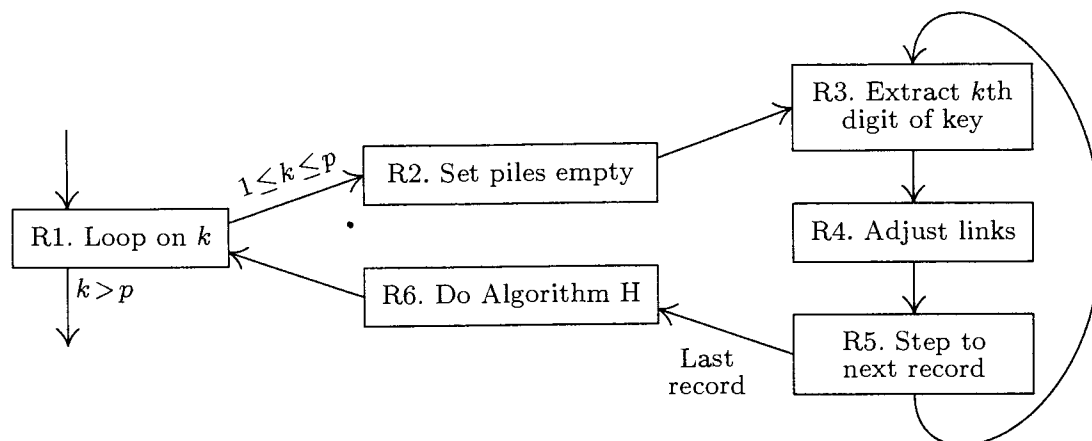 R3. Extract kth
digit of key
1≤k≤p
R2. Set piles empty
R1. Loop on k
R4. Adjust links
k>p
R6. Do Algorithm H
R5. Step to
next record
Last
record